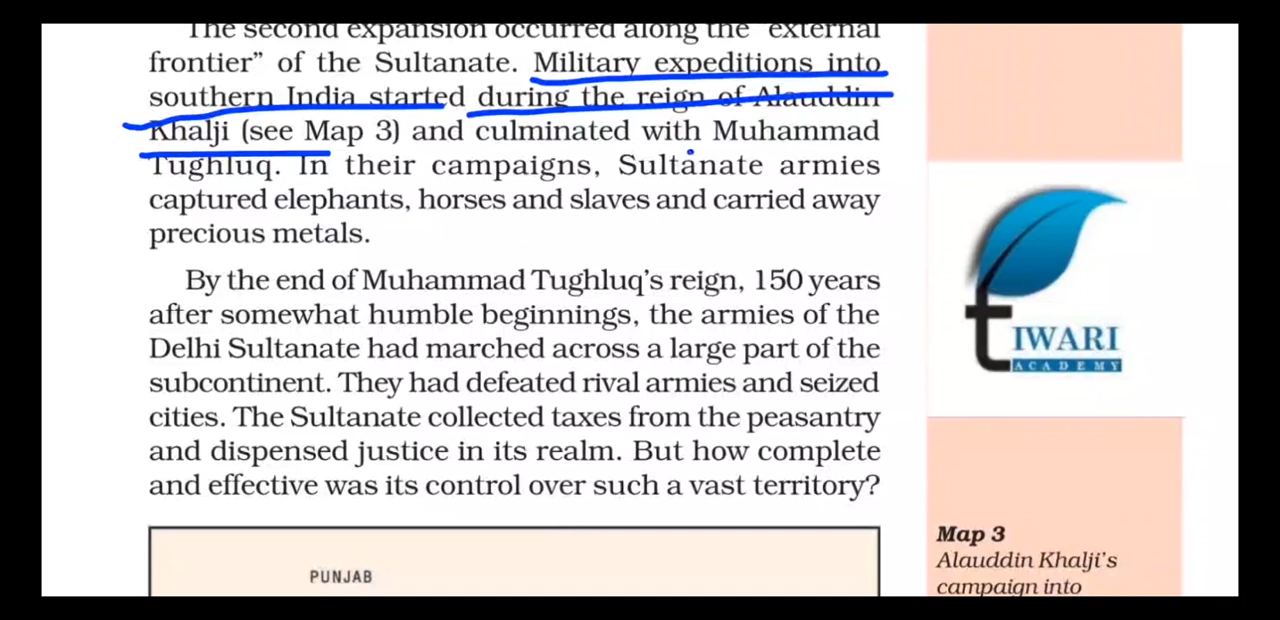 The second expansion occurred along the "external
frontier" of the Sultanate. Military expeditions into
southern India started during the reign of Alauddin
Khalji (see Map 3) and culminated with Muhammad
Tughluq. In their campaigns, Sultanate armies
captured elephants, horses and slaves and carried away
precious metals.
By the end of Muhammad Tughluq's reign, 150 years
after somewhat humble beginnings, the armies of the
Delhi Sultanate had marched across a large part of the
subcontinent. They had defeated rival armies and seized
cities. The Sultanate collected taxes from the peasantry
and dispensed justice in its realm. But how complete
and effective was its control over such a vast territory?
PUNJAB
tIWARI
ACADEMY
Map 3
Alauddin Khalji's
campaign into